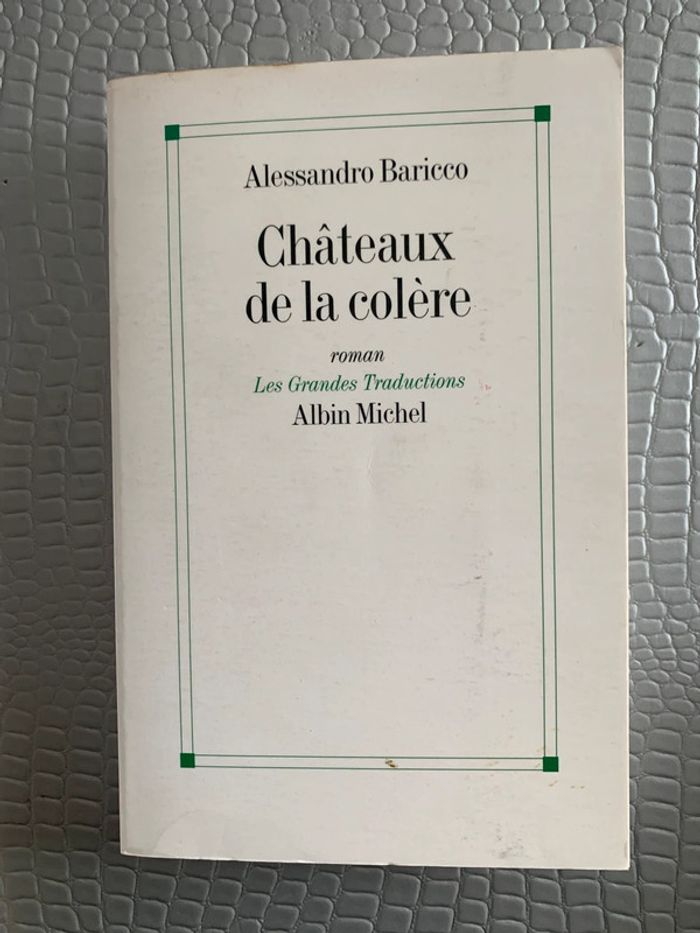 Alessandro Baricco
Châteaux
de la colère
roman
Les Grandes Traductions
Albin Michel